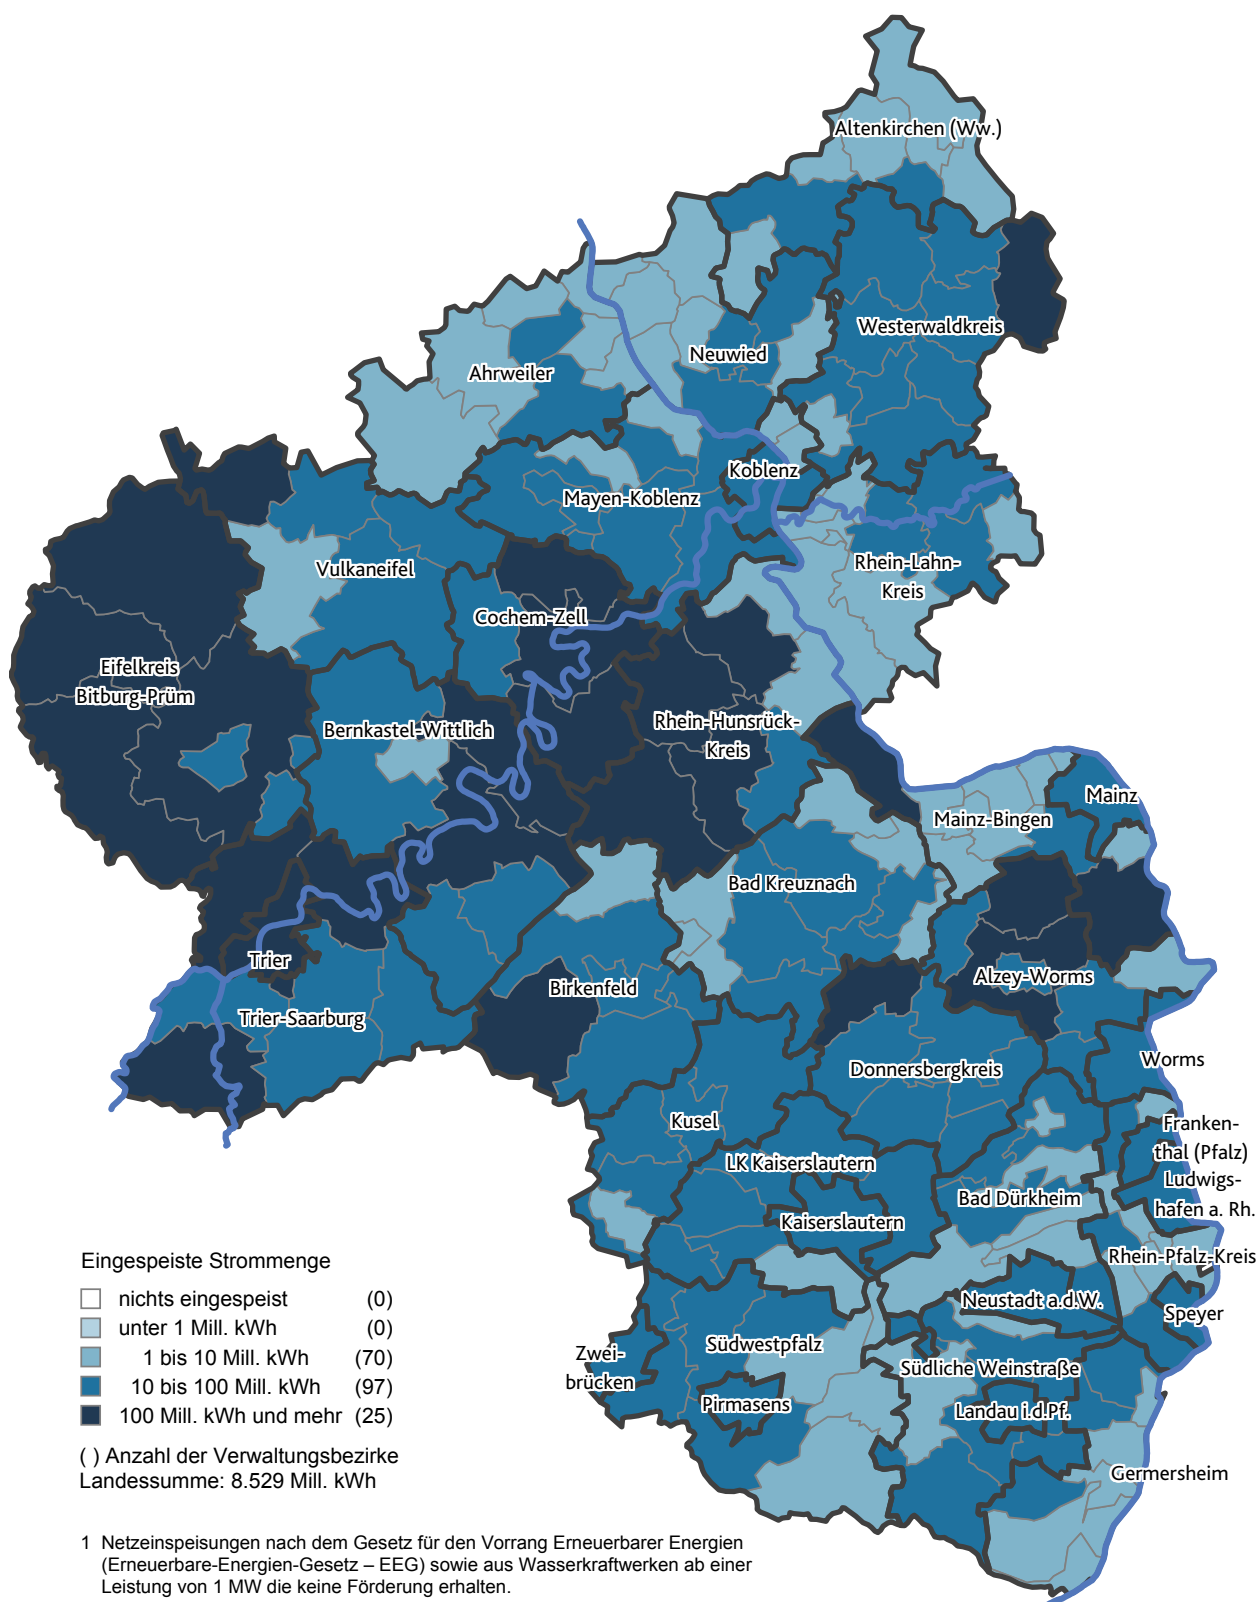 Altenkirchen (Ww.)
Westerwaldkreis
Neuwied
Ahrweiler
Koblenz
Mayen-Koblenz
Rhein-Lahn-
Kreis
Vulkaneifel
Cochem-Zell
Eifelkreis
Bitburg-Prüm
Bernkastel-Wittlich
Rhein-Hunsrück-
Kreis
Mainz
Mainz-Bingen
Bad Kreuznach
Trier
Birkenfeld
Alzey-Worms
Trier-Saarburg
Donnersbergkreis
Worms
Kusel
Franken-
thal (Pfalz)
LK Kaiserslautern
Ludwigs-
hafen a. Rh.
Bad Dürkheim
Kaiserslautern
Rhein-Pfalz-Kreis
Neustadt a.d.W.
Speyer
Südwestpfalz
Zwei-
brücken
Südliche Weinstraße
Pirmasens
Landau i.d.Pf.
Germersheim
Eingespeiste Strommenge
nichts eingespeist (0)
unter 1 Mill. kWh (0)
1 bis 10 Mill. kWh (70)
10 bis 100 Mill. kWh (97)
100 Mill. kWh und mehr (25)
( ) Anzahl der Verwaltungsbezirke
Landessumme: 8.529 Mill. kWh
1 Netzeinspeisungen nach dem Gesetz für den Vorrang Erneuerbarer Energien
(Erneuerbare-Energien-Gesetz – EEG) sowie aus Wasserkraftwerken ab einer
Leistung von 1 MW die keine Förderung erhalten.